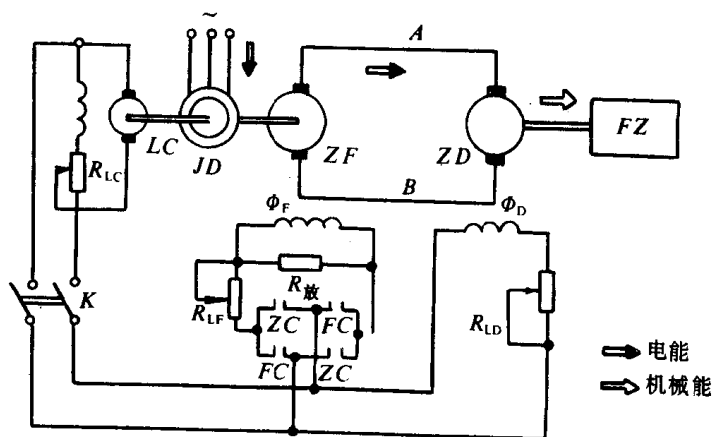 ~
A
LC
JD
ZF
ZD
FZ
R_LC
B
Φ_F
Φ_D
R_放
K
R_LF
ZC
FC
R_LD
FC
ZC
电能
机械能